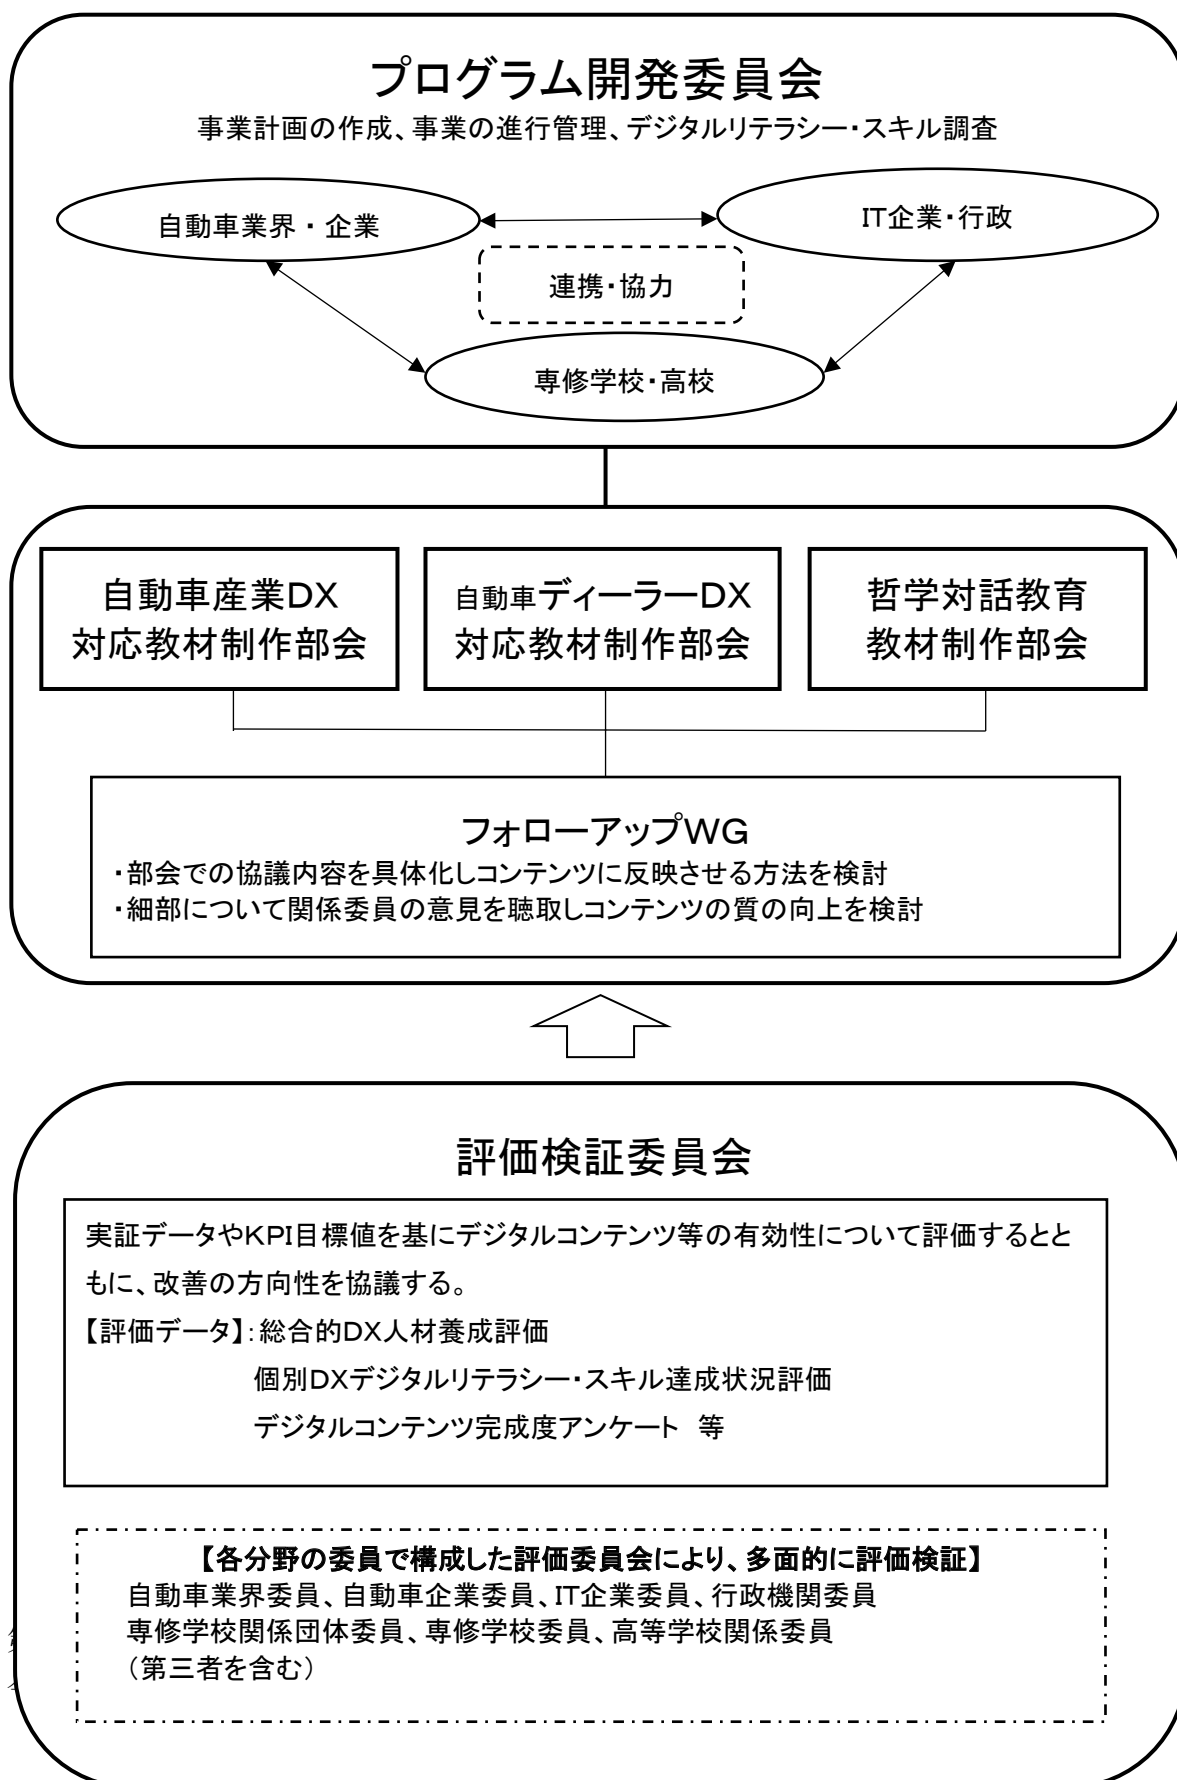 プログラム開発委員会
事業計画の作成、事業の進行管理、デジタルリテラシー・スキル調査
自動車業界・企業
IT企業・行政
連携・協力
専修学校・高校
自動車産業DX
対応教材制作部会
自動車ディーラーDX
対応教材制作部会
哲学対話教育
教材制作部会
フォローアップWG
・部会での協議内容を具体化しコンテンツに反映させる方法を検討
・細部について関係委員の意見を聴取しコンテンツの質の向上を検討
評価検証委員会
実証データやKPI目標値を基にデジタルコンテンツ等の有効性について評価するとと
もに、改善の方向性を協議する。
【評価データ】：総合的DX人材養成評価
個別DXデジタルリテラシー・スキル達成状況評価
デジタルコンテンツ完成度アンケート　等
【各分野の委員で構成した評価委員会により、多面的に評価検証】
自動車業界委員、自動車企業委員、IT企業委員、行政機関委員
専修学校関係団体委員、専修学校委員、高等学校関係委員
（第三者を含む）